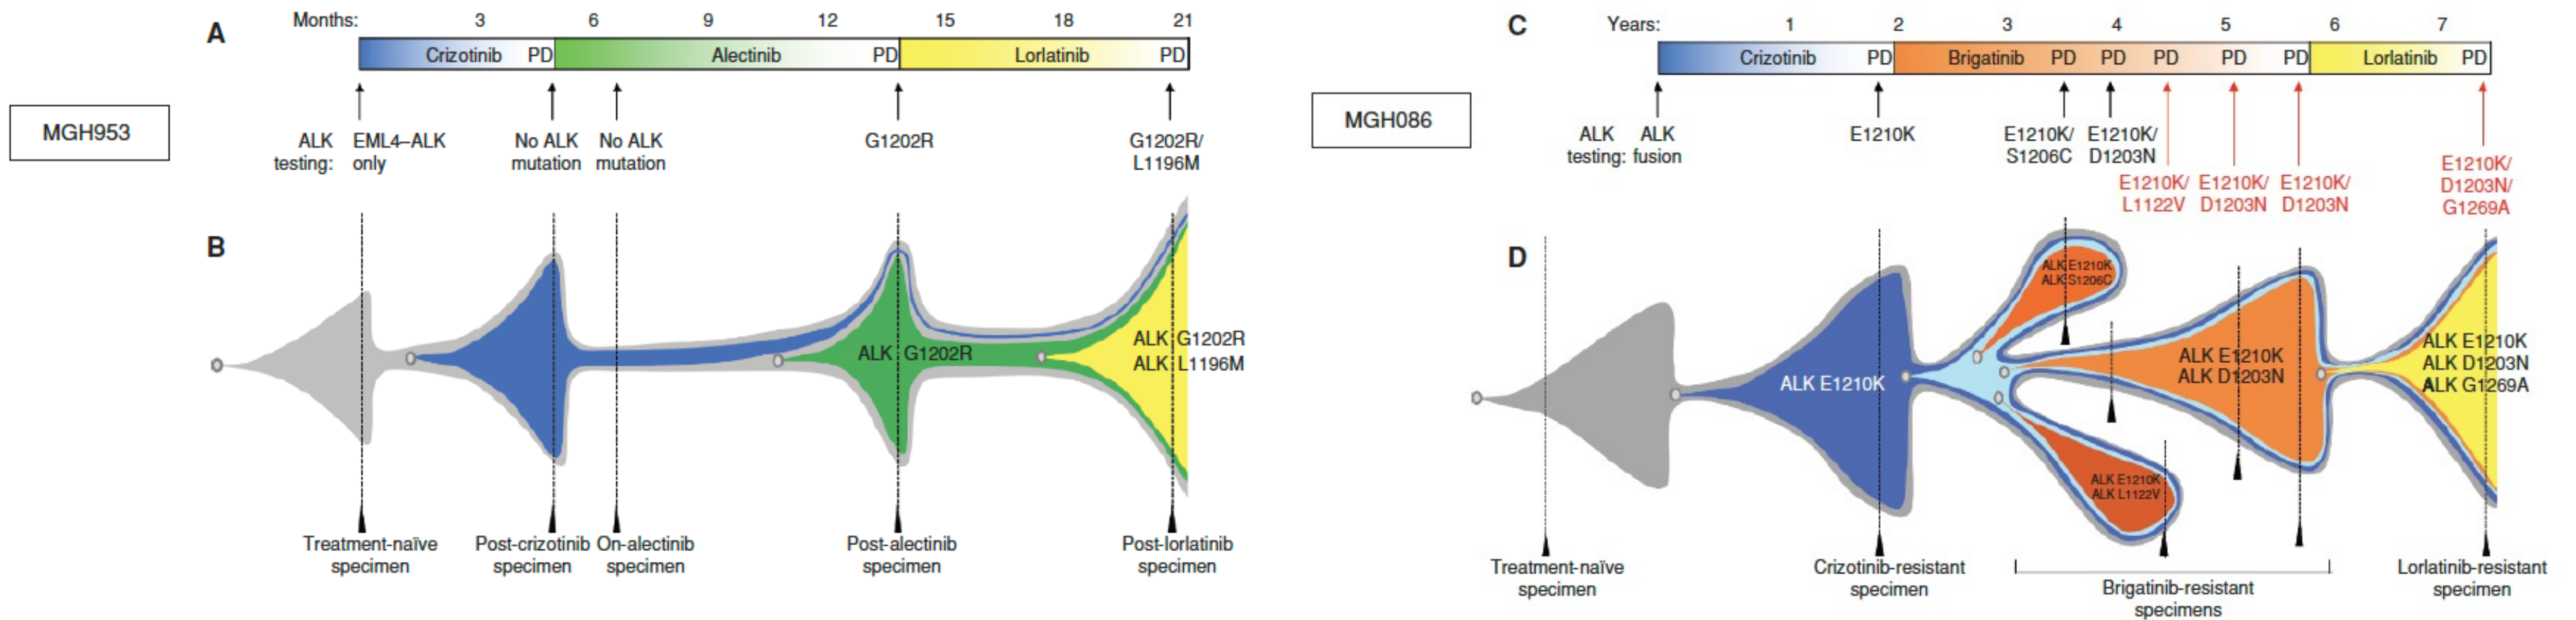 A
Months: 3 6 9 12 15 18 21
Crizotinib PD Alectinib PD Lorlatinib PD
MGH953
ALK testing:
EML4–ALK only
No ALK mutation
No ALK mutation
G1202R
G1202R/ L1196M
B
ALK G1202R
ALK G1202R
ALK L1196M
Treatment-naïve specimen
Post-crizotinib specimen
On-alectinib specimen
Post-alectinib specimen
Post-lorlatinib specimen
C
Years: 1 2 3 4 5 6 7
Crizotinib PD Brigatinib PD PD PD PD PD Lorlatinib PD
MGH086
ALK testing:
ALK fusion
E1210K
E1210K/ S1206C
E1210K/ D1203N
E1210K/ L1122V
E1210K/ D1203N
E1210K/ D1203N
E1210K/ D1203N/ G1269A
D
ALK E1210K
ALK E1210K
ALK S1206C
ALK E1210K
ALK D1203N
ALK E1210K
ALK L1122V
ALK E1210K
ALK D1203N
ALK G1269A
Treatment-naïve specimen
Crizotinib-resistant specimen
Brigatinib-resistant specimens
Lorlatinib-resistant specimen